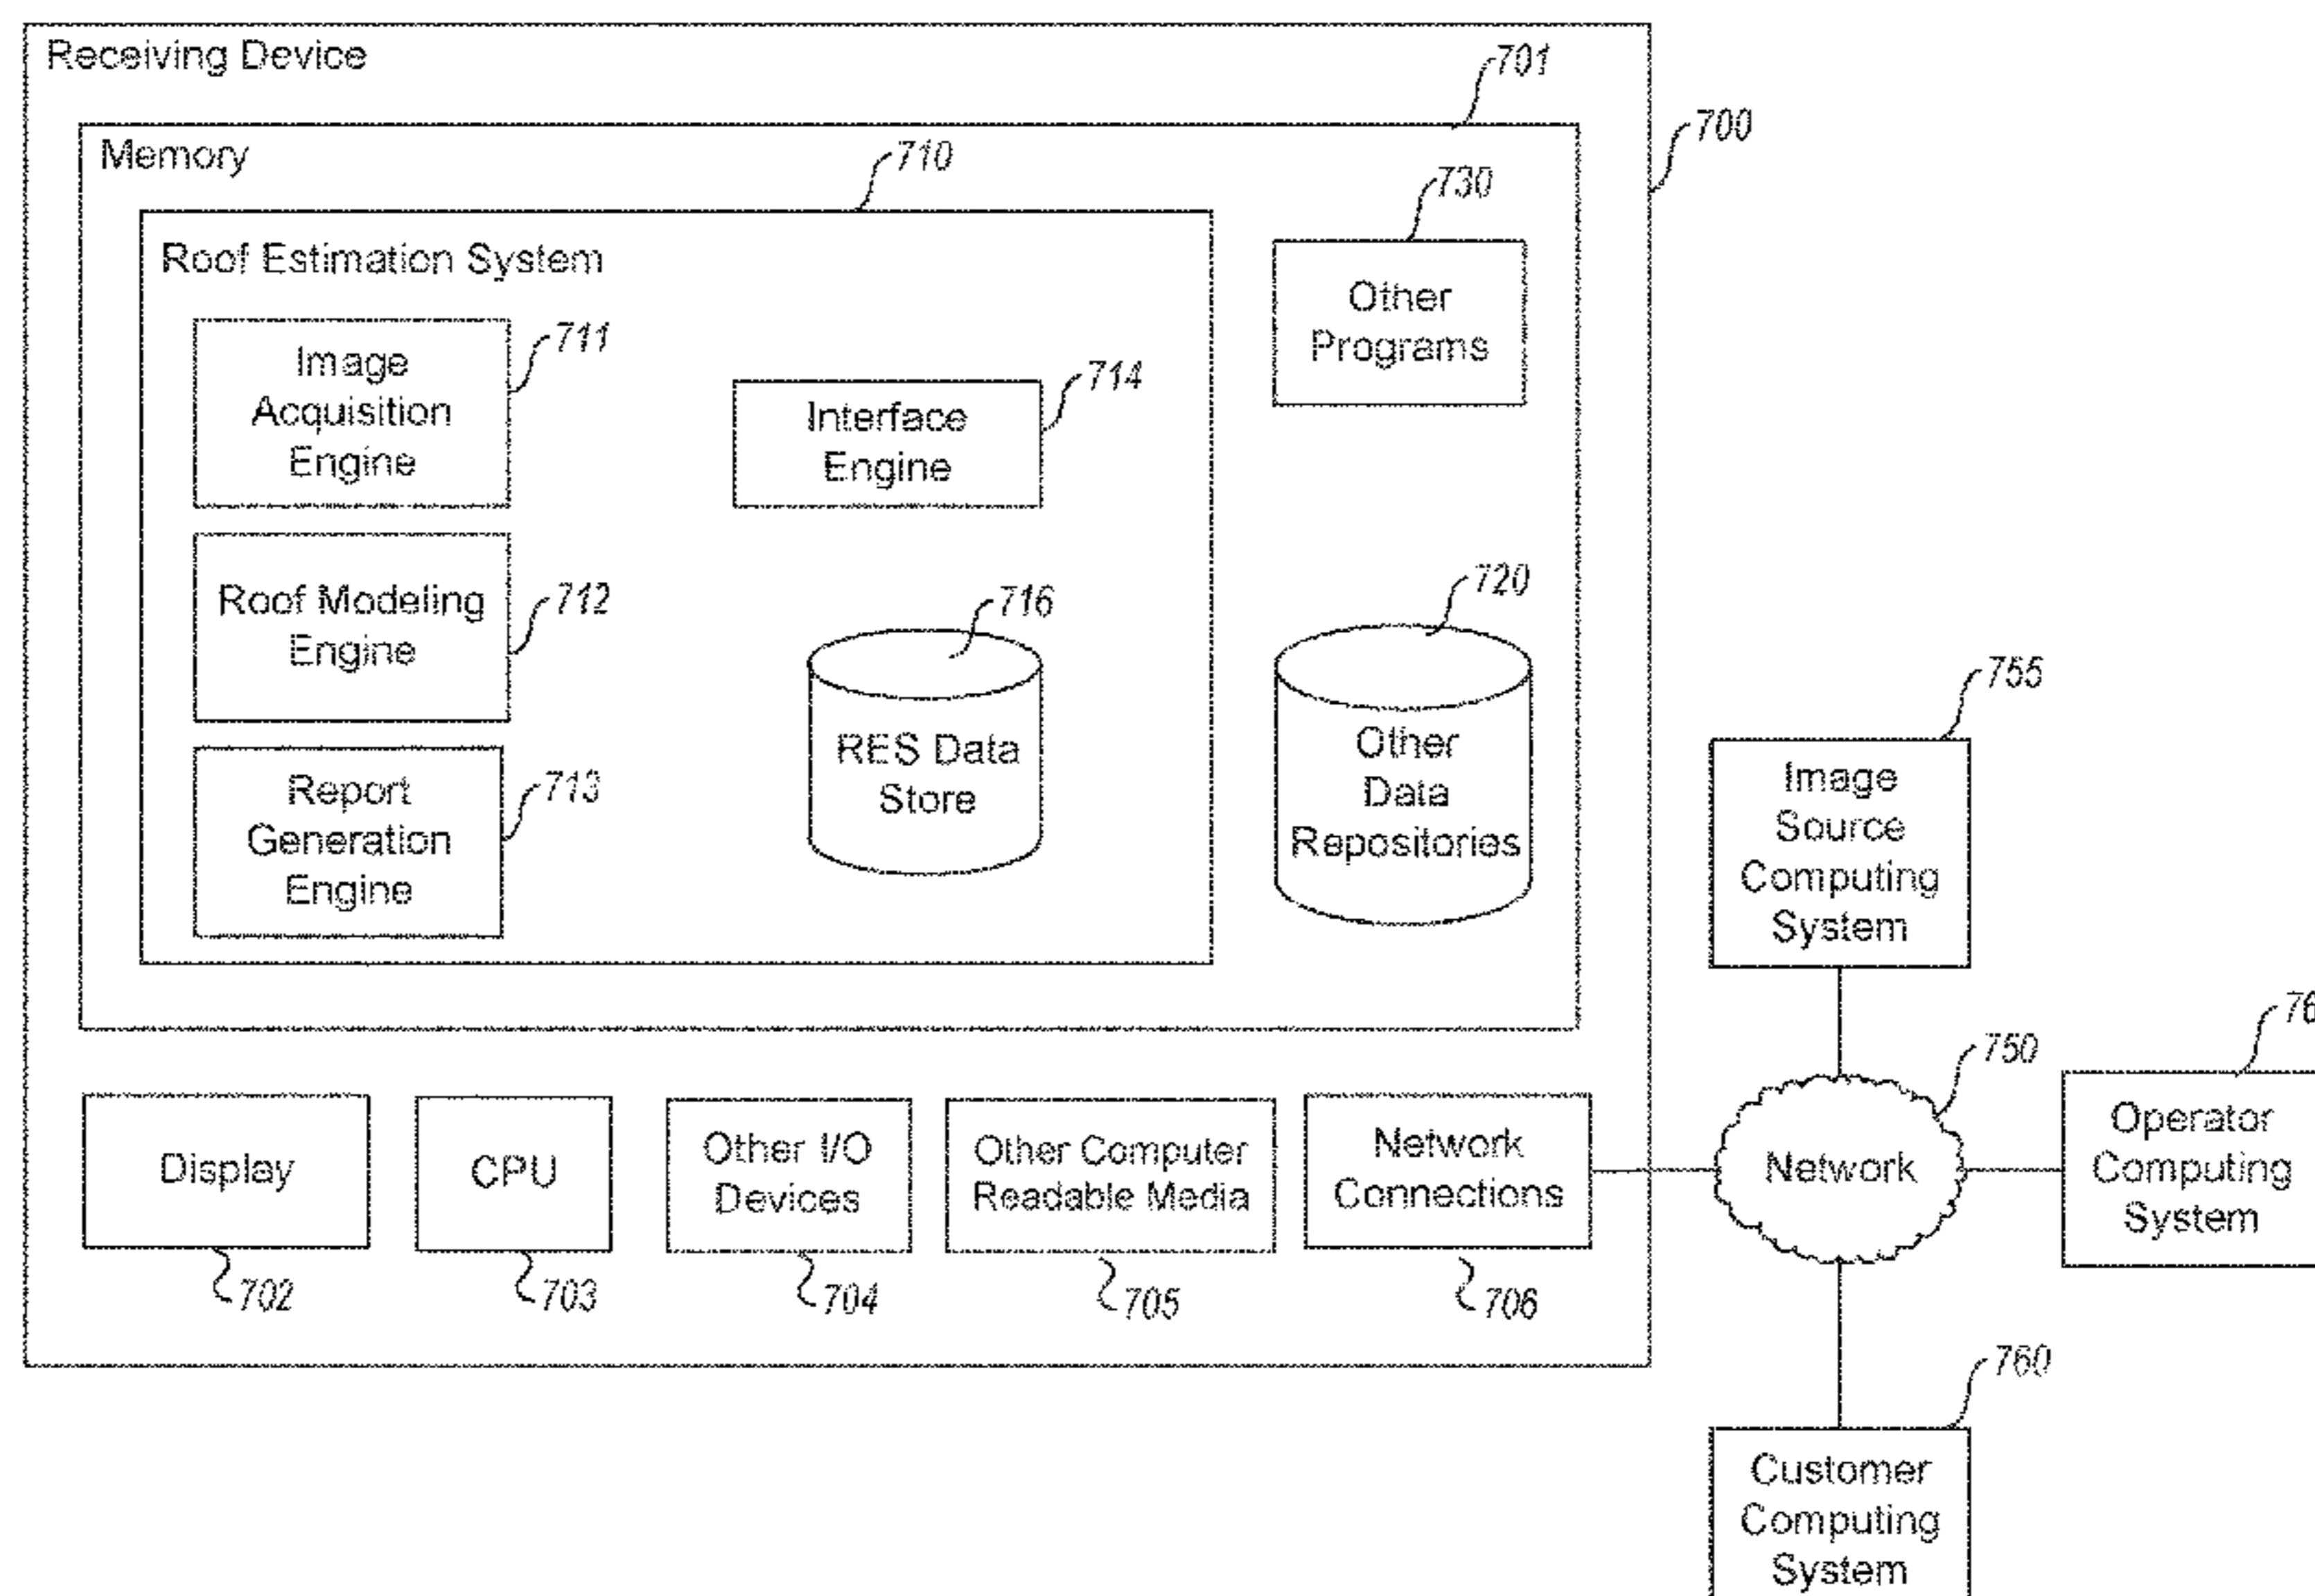 Receiving Device
701
700
Memory
710
730
Roof Estimation System
Other
Programs
711
Image
Acquisition
Engine
714
Interface
Engine
Roof Modeling
Engine
712
716
720
RES Data
Store
Other
Data
Repositories
Report
Generation
Engine
713
755
Image
Source
Computing
System
750
Network
Operator
Computing
System
Display
CPU
Other I/O
Devices
Other Computer
Readable Media
Network
Connections
702
703
704
705
706
760
Customer
Computing
System